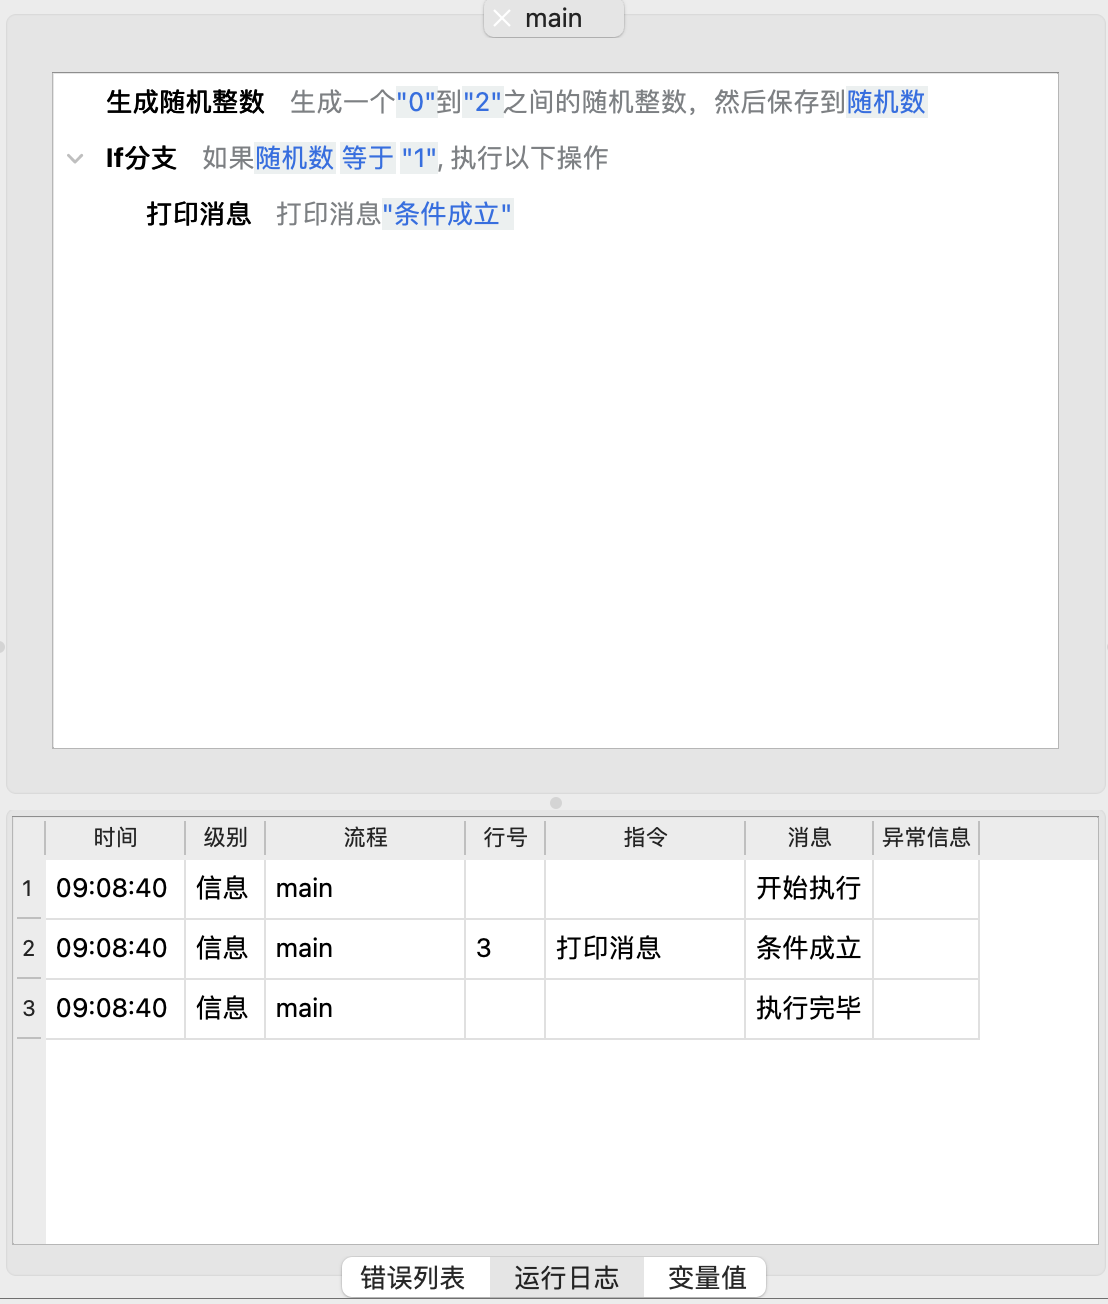 main
生成随机整数 生成一个"0"到"2"之间的随机整数，然后保存到随机数
If分支 如果随机数 等于 "1", 执行以下操作
打印消息 打印消息"条件成立"
时间 级别 流程 行号 指令 消息 异常信息
1 09:08:40 信息 main 开始执行
2 09:08:40 信息 main 3 打印消息 条件成立
3 09:08:40 信息 main 执行完毕
错误列表 运行日志 变量值